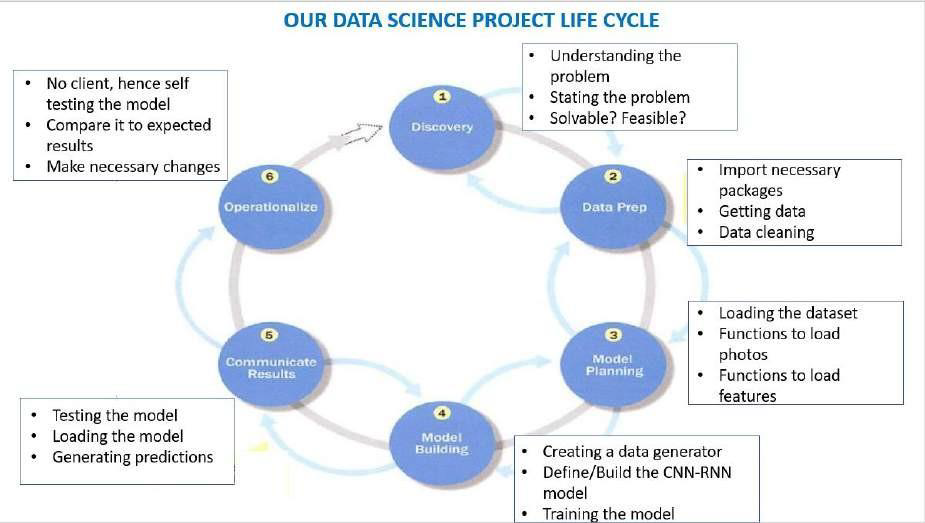 OUR DATA SCIENCE PROJECT LIFE CYCLE
• No client, hence self
testing the model
• Compare it to expected
results
• Make necessary changes
1
Discovery
• Understanding the
problem
• Stating the problem
• Solvable? Feasible?
2
Data Prep
• Import necessary
packages
• Getting data
• Data cleaning
3
Model
Planning
• Loading the dataset
• Functions to load
photos
• Functions to load
features
4
Model
Building
• Creating a data generator
• Define/Build the CNN-RNN
model
• Training the model
5
Communicate
Results
• Testing the model
• Loading the model
• Generating predictions
6
Operationalize